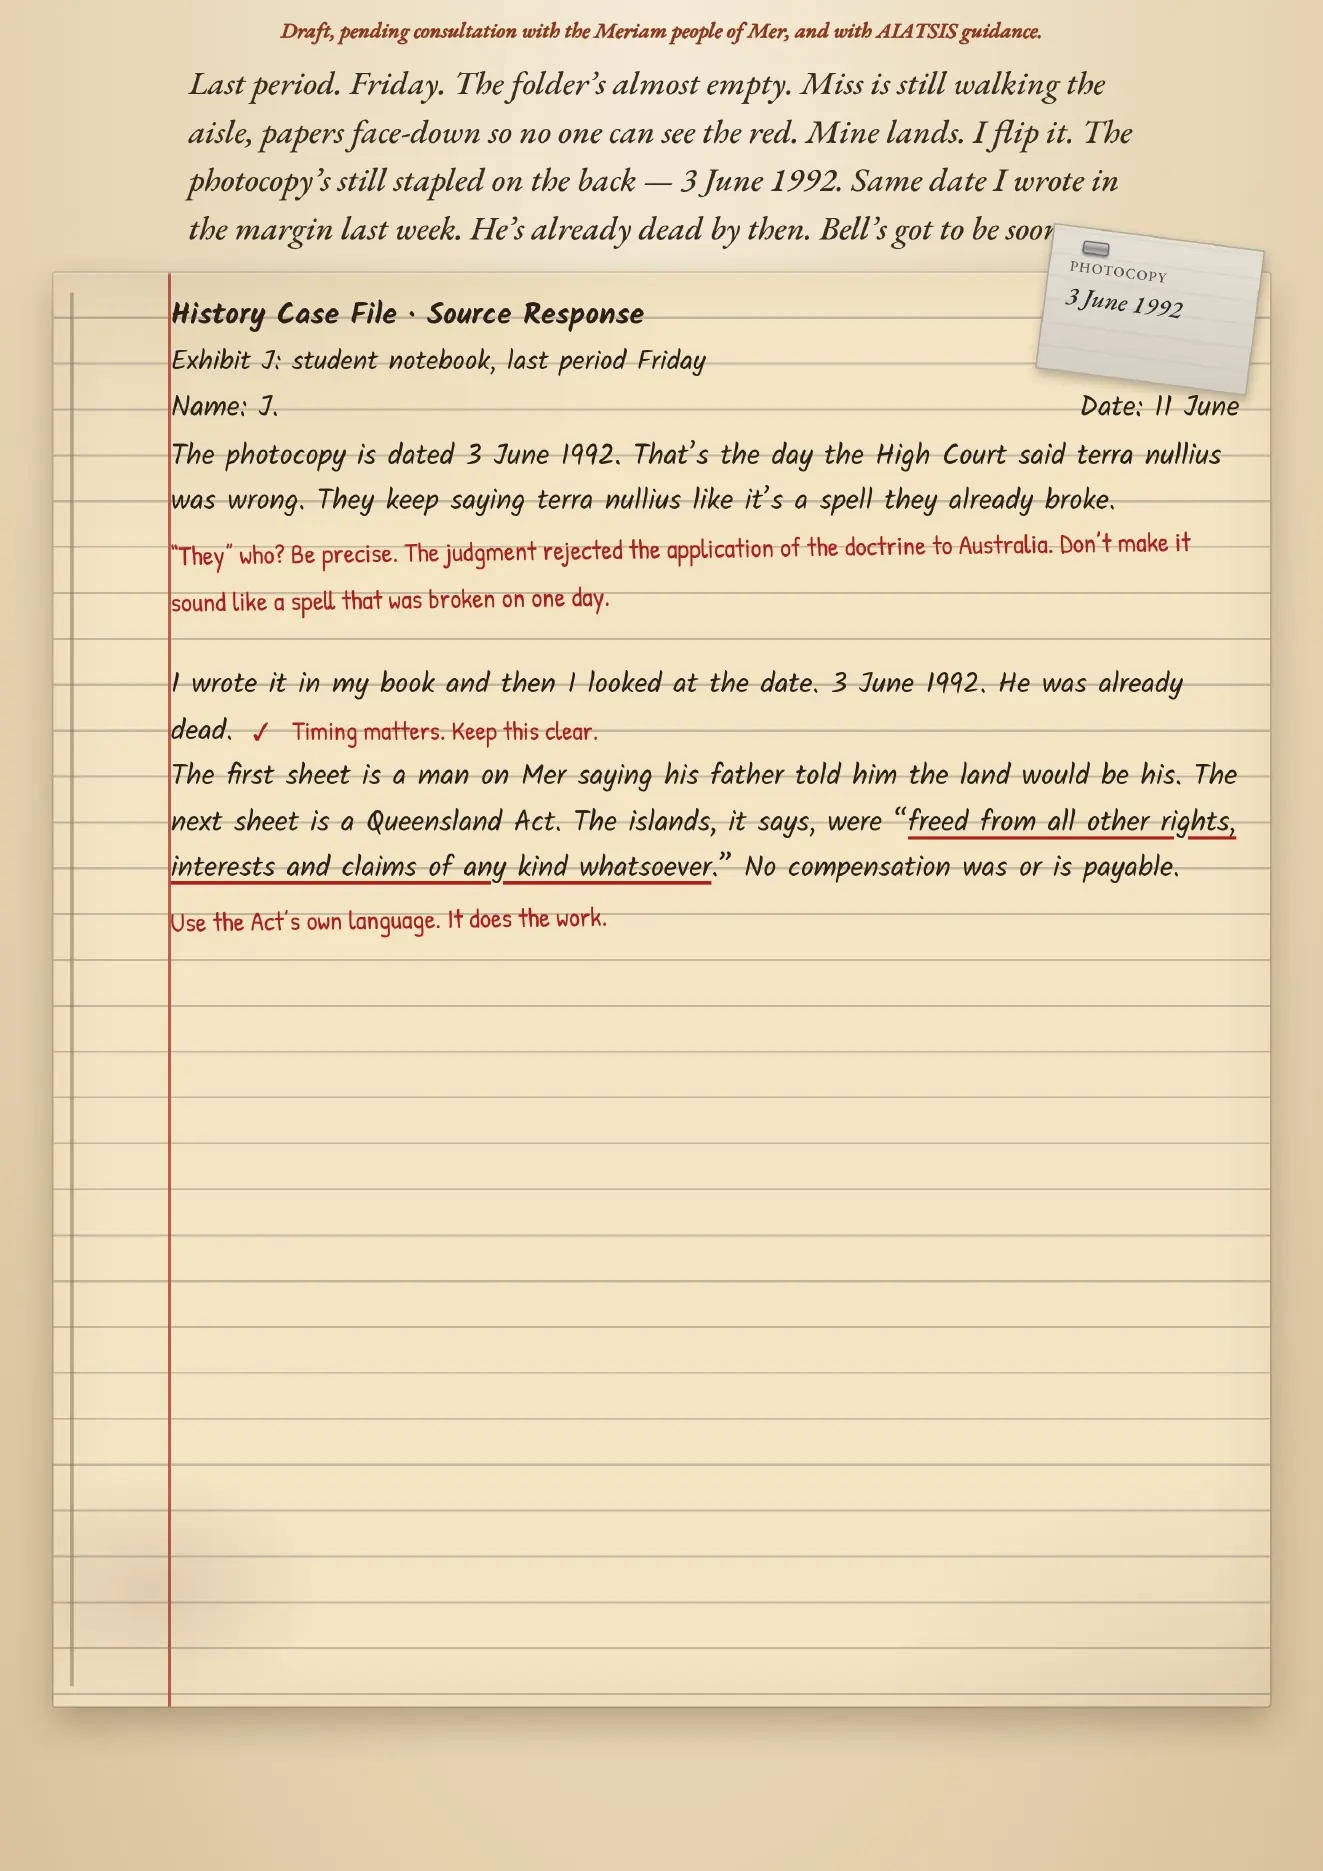 Draft, pending consultation with the Meriam people of Mer, and with AIATSIS guidance.
Last period. Friday. The folder’s almost empty. Miss is still walking the
aisle, papers face-down so no one can see the red. Mine lands. I flip it. The
photocopy’s still stapled on the back — 3 June 1992. Same date I wrote in
the margin last week. He’s already dead by then. Bell’s got to be soon
PHOTOCOPY
3 June 1992
History Case File · Source Response
Exhibit J: student notebook, last period Friday
Name: J. Date: 11 June
The photocopy is dated 3 June 1992. That’s the day the High Court said terra nullius
was wrong. They keep saying terra nullius like it’s a spell they already broke.
“They” who? Be precise. The judgment rejected the application of the doctrine to Australia. Don’t make it
sound like a spell that was broken on one day.
I wrote it in my book and then I looked at the date. 3 June 1992. He was already
dead. ✓ Timing matters. Keep this clear.
The first sheet is a man on Mer saying his father told him the land would be his. The
next sheet is a Queensland Act. The islands, it says, were “freed from all other rights,
interests and claims of any kind whatsoever.” No compensation was or is payable.
Use the Act’s own language. It does the work.